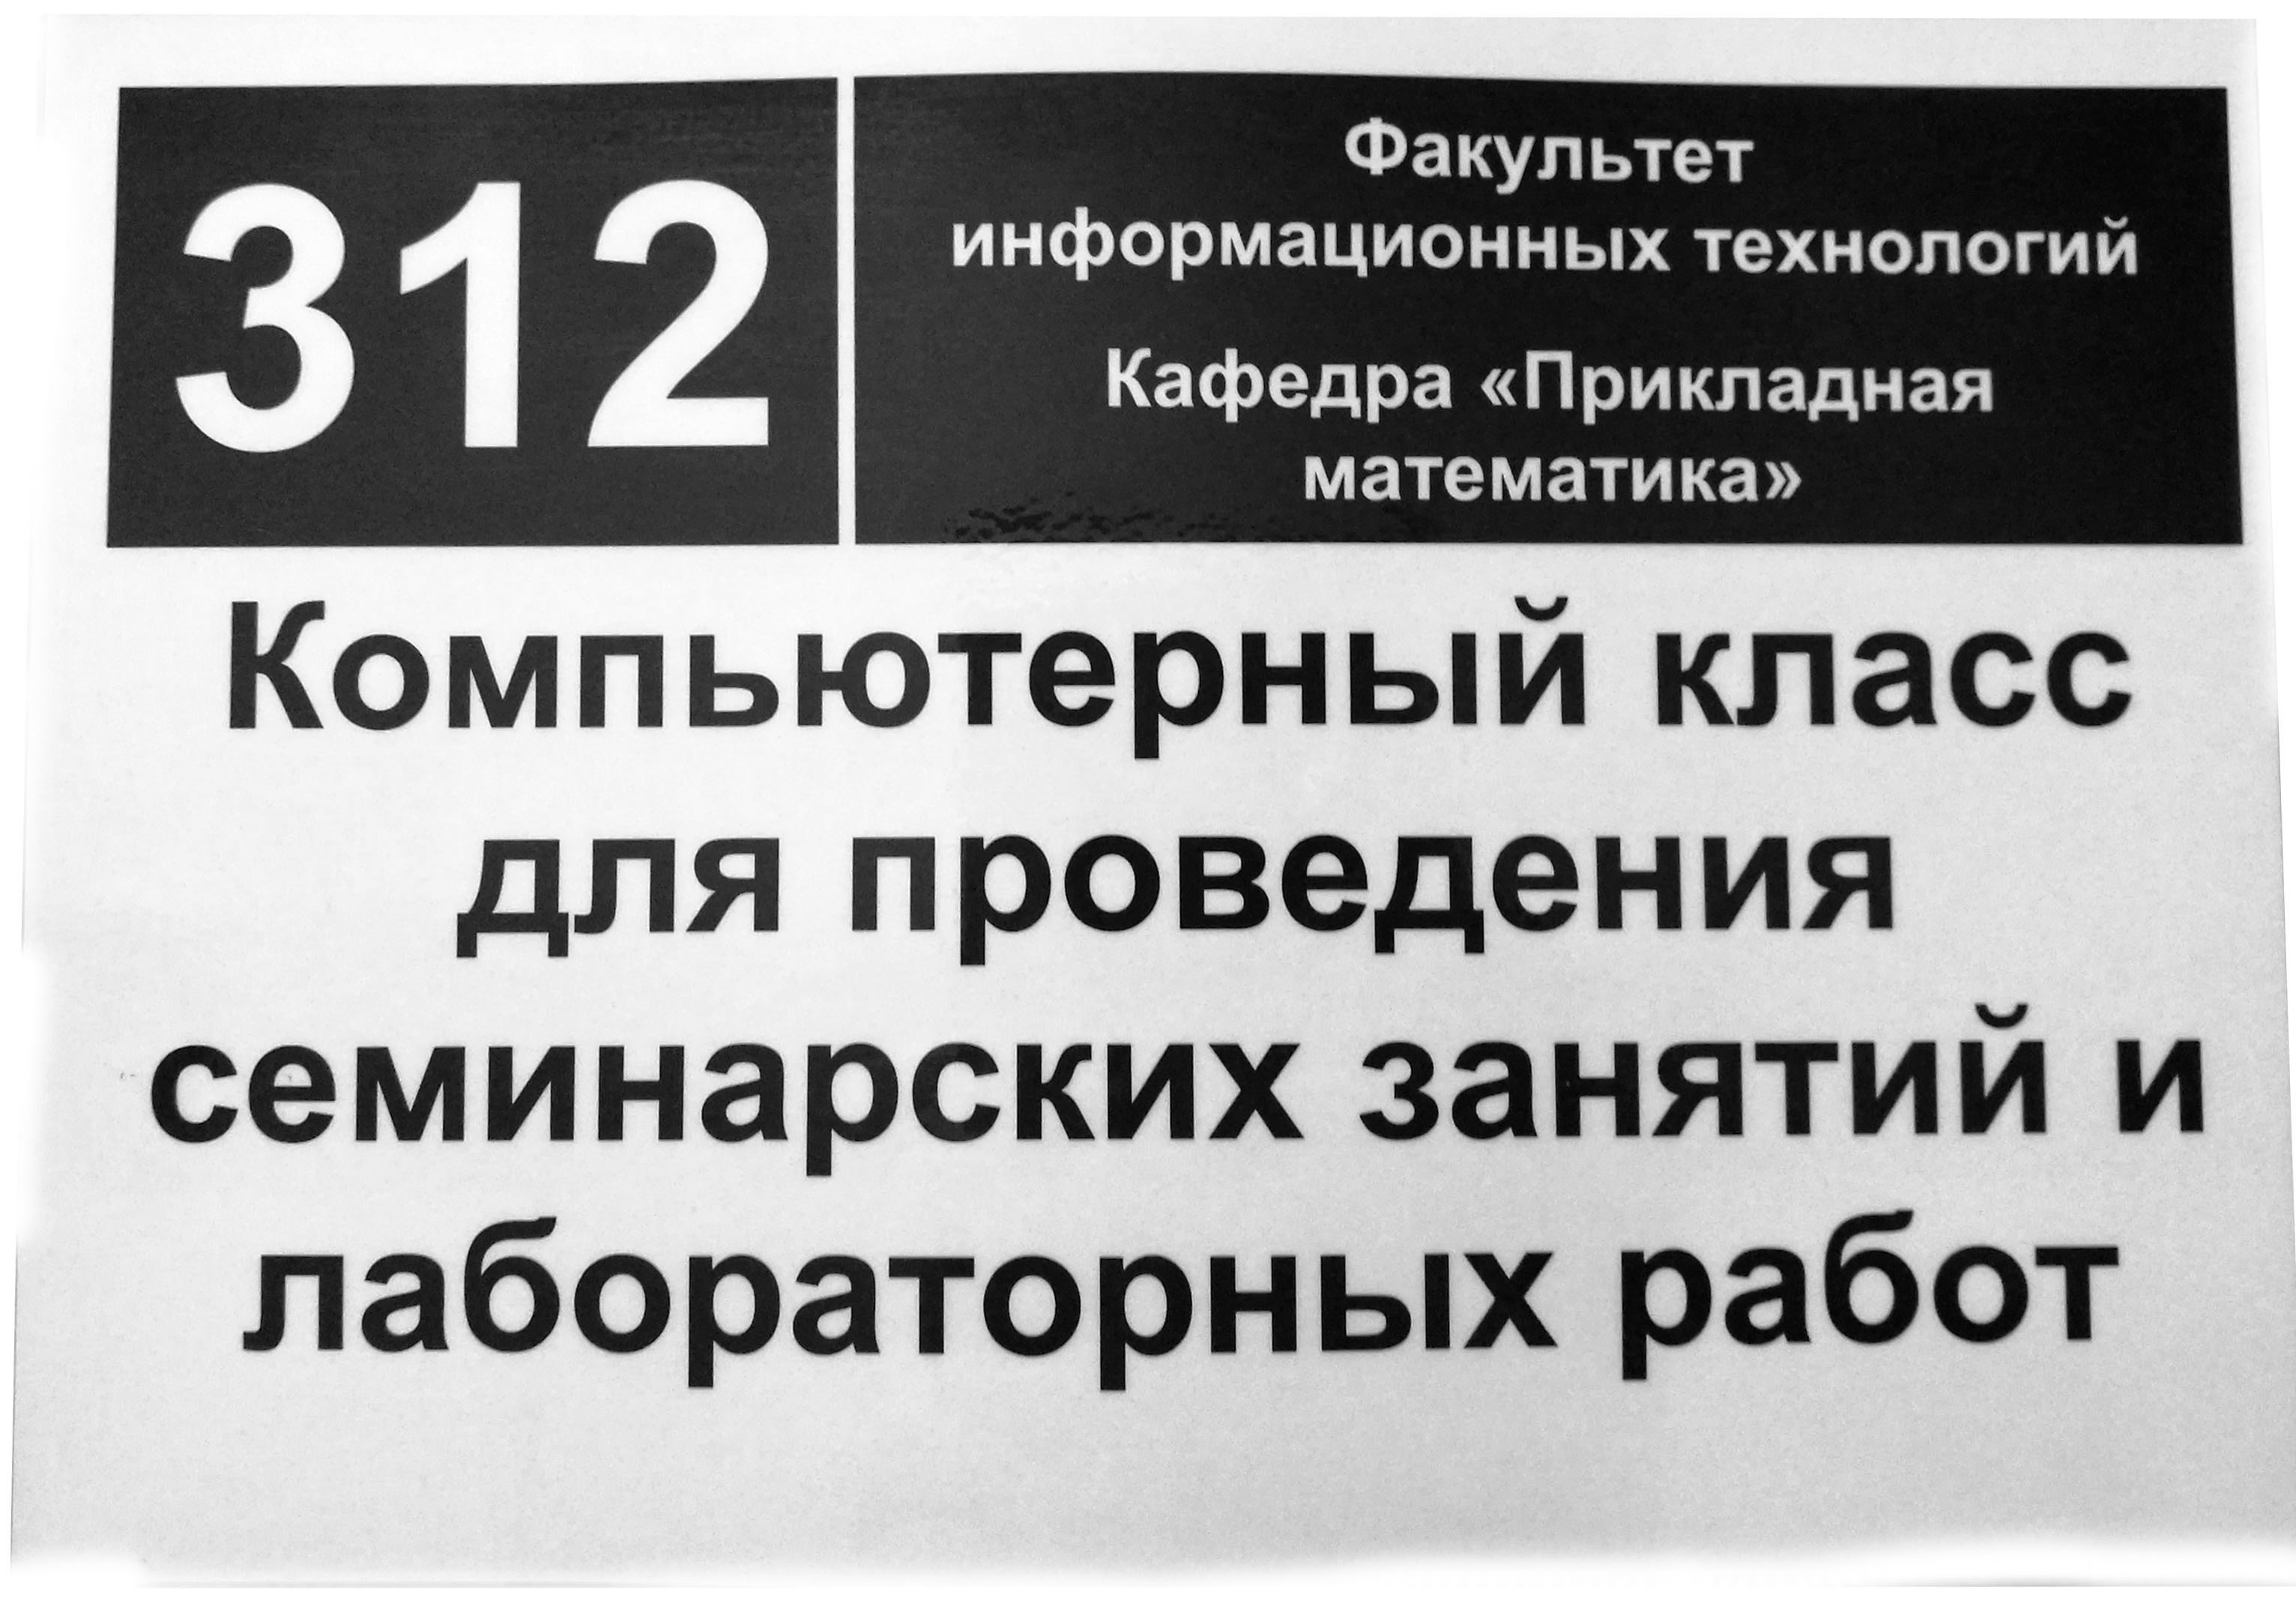 312
Факультет
информационных технологий
Кафедра «Прикладная
математика»
Компьютерный класс
для проведения
семинарских занятий и
лабораторных работ